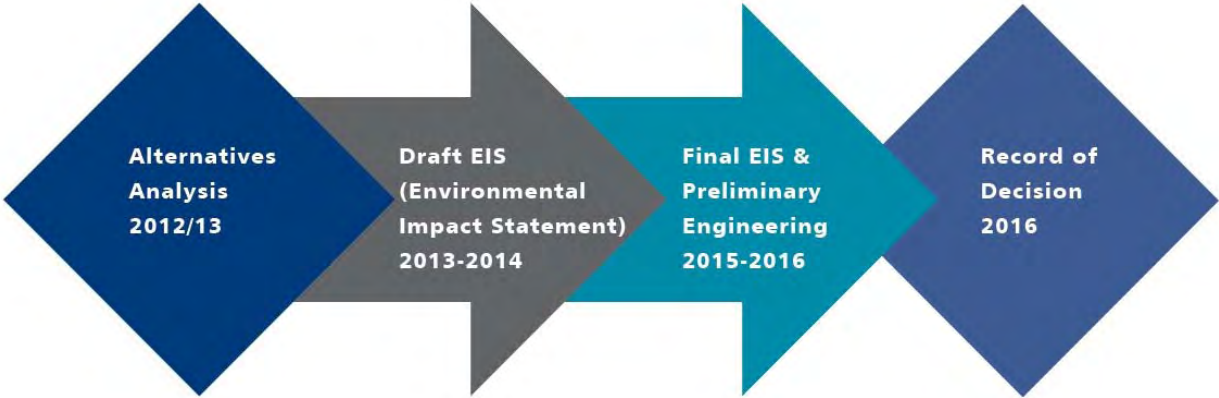 Alternatives
Analysis
2012/13
Draft EIS
(Environmental
Impact Statement)
2013-2014
Final EIS &
Preliminary
Engineering
2015-2016
Record of
Decision
2016